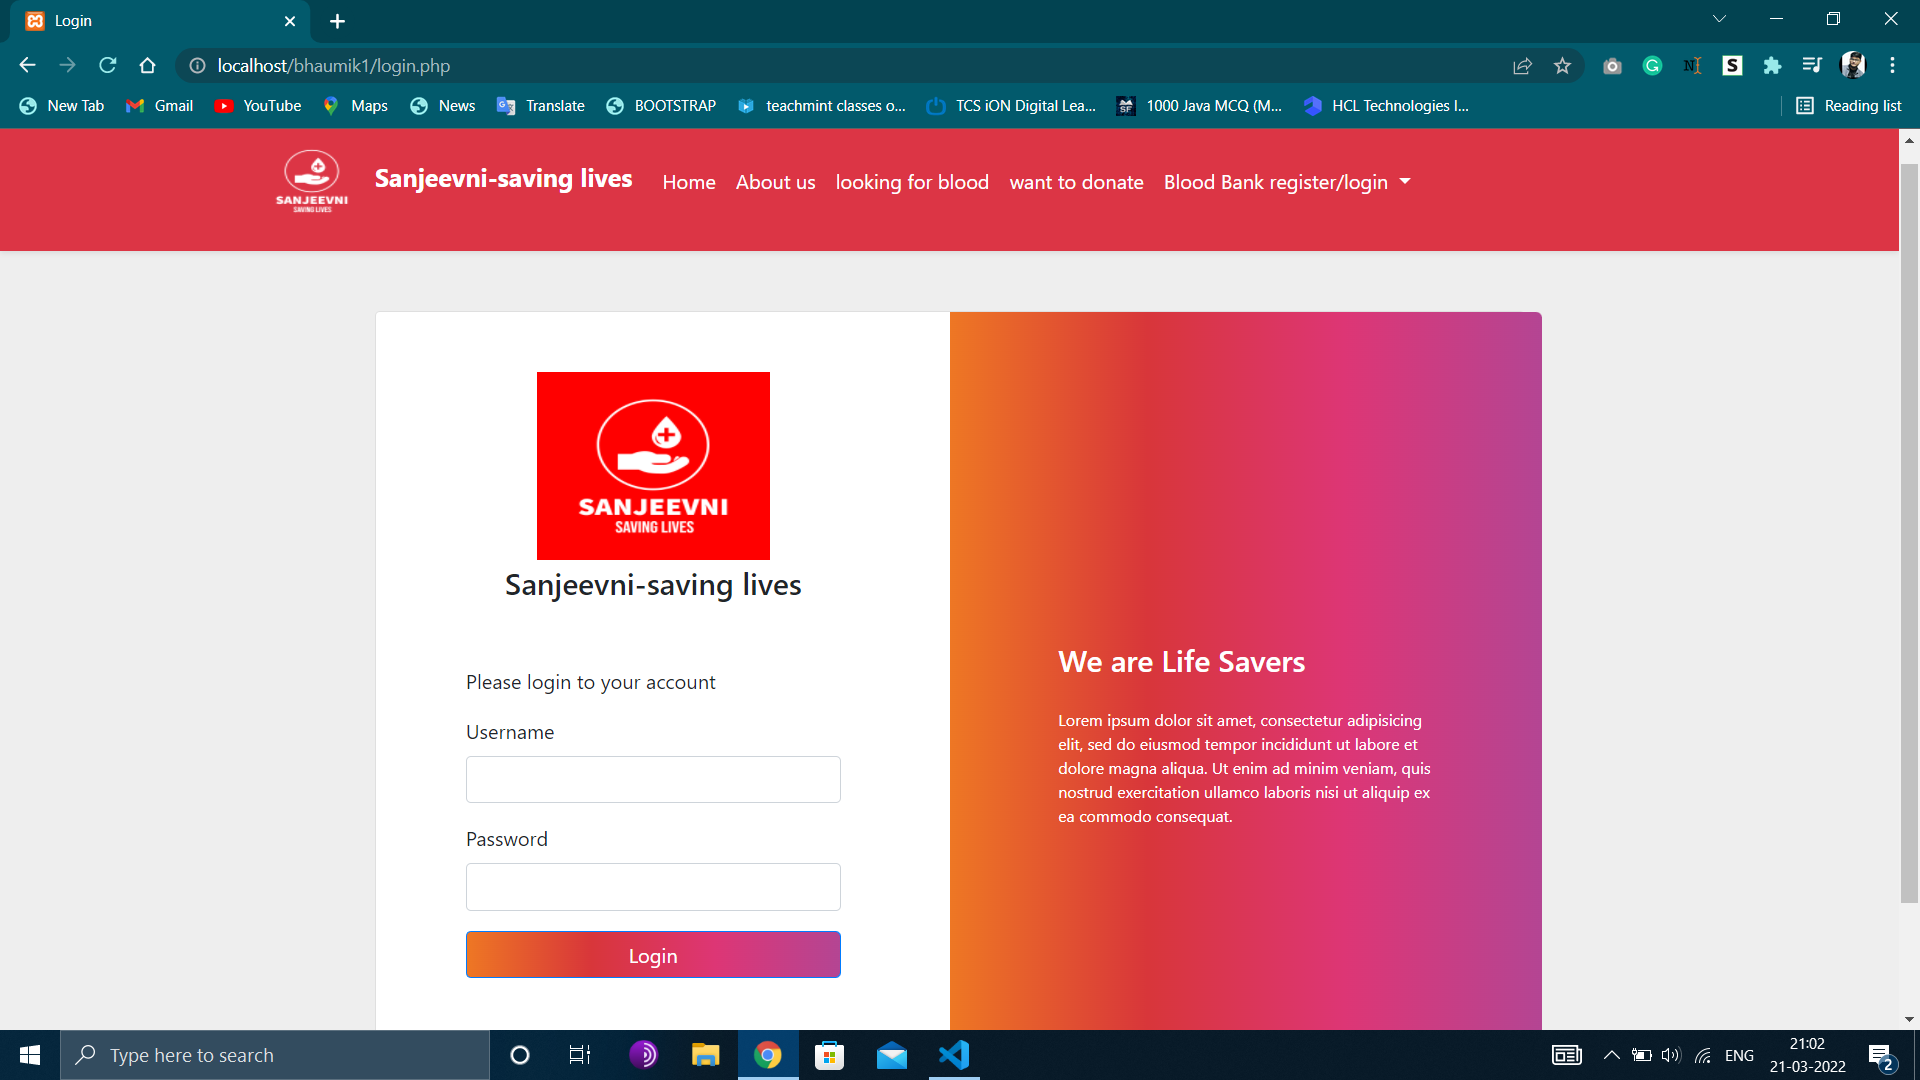 Login
localhost/bhaumik1/login.php
New Tab Gmail YouTube Maps News Translate BOOTSTRAP teachmint classes o... TCS iON Digital Lea... 1000 Java MCQ (M... HCL Technologies I... Reading list
SANJEEVNI
SAVING LIVES
Sanjeevni-saving lives Home About us looking for blood want to donate Blood Bank register/login
SANJEEVNI
SAVING LIVES
Sanjeevni-saving lives
Please login to your account
Username
Password
Login
We are Life Savers
Lorem ipsum dolor sit amet, consectetur adipisicing
elit, sed do eiusmod tempor incididunt ut labore et
dolore magna aliqua. Ut enim ad minim veniam, quis
nostrud exercitation ullamco laboris nisi ut aliquip ex
ea commodo consequat.
Type here to search
ENG
21:02
21-03-2022
2